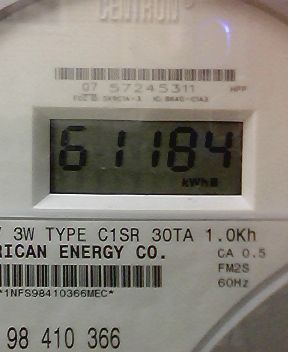 CENTRON
07 57245311 HPP
61184
kWh
3W TYPE C1SR 30TA 1.0Kh
RICAN ENERGY CO. CA 0.5
FM2S
*1NFS98410366MEC* 60Hz
98 410 366